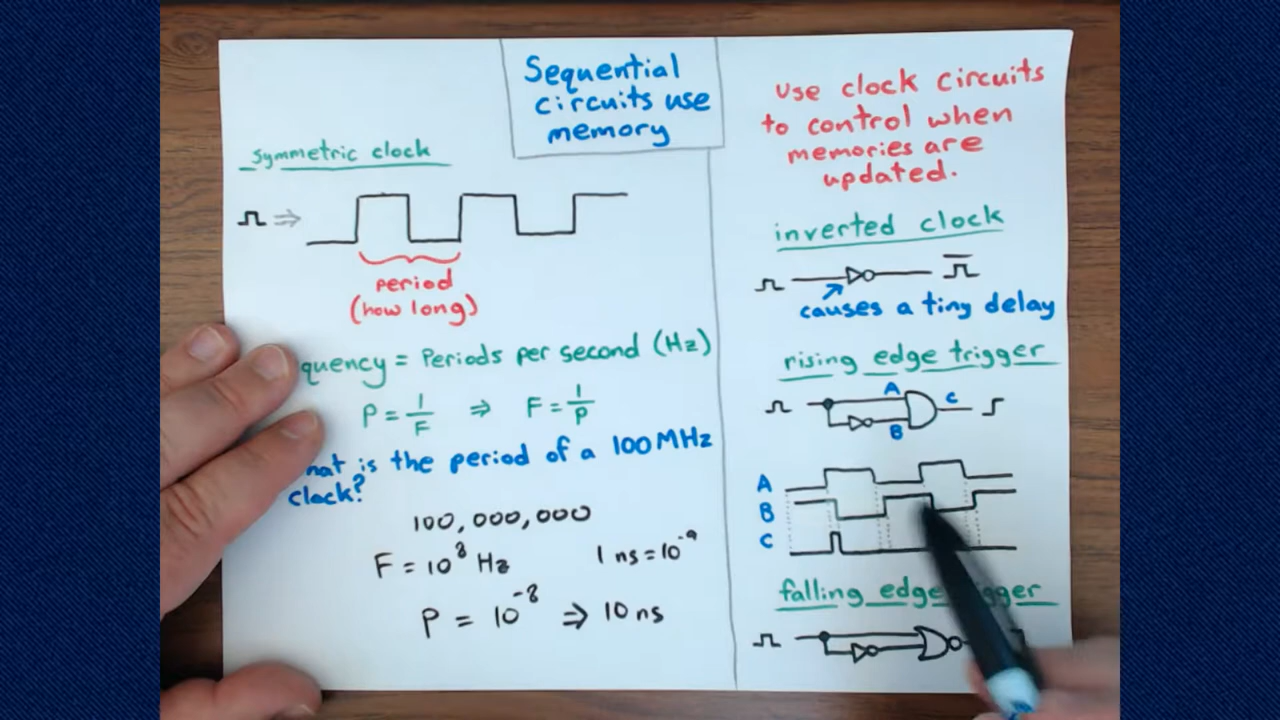 Sequential
circuits use
memory
symmetric clock
period
(how long)
quency = Periods per second (Hz)
P = 1/F ⇒ F = 1/P
hat is the period of a 100 MHz
clock?
100,000,000
F = 10⁸ Hz 1 ns = 10⁻⁹
P = 10⁻⁸ ⇒ 10 ns
Use clock circuits
to control when
memories are
updated.
inverted clock
causes a tiny delay
rising edge trigger
A
C
B
A
B
C
falling edge gger